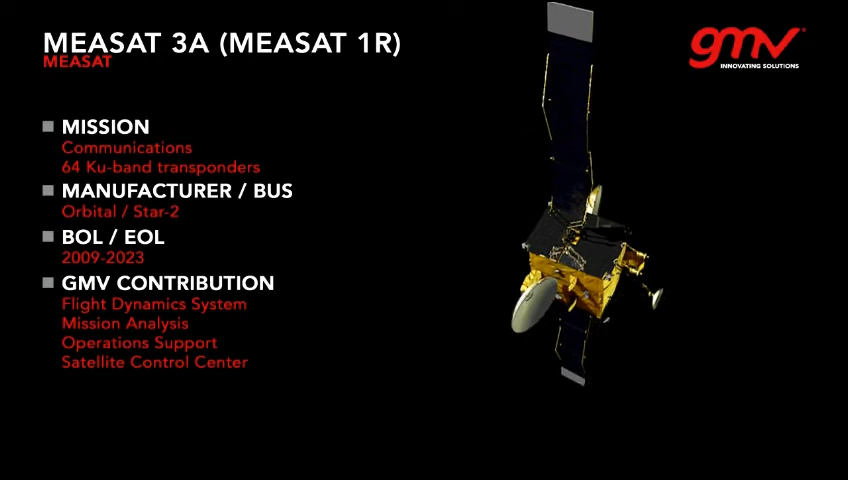 MEASAT 3A (MEASAT 1R)
MEASAT
gmv
INNOVATING SOLUTIONS
MISSION
Communications
64 Ku-band transponders
MANUFACTURER / BUS
Orbital / Star-2
BOL / EOL
2009-2023
GMV CONTRIBUTION
Flight Dynamics System
Mission Analysis
Operations Support
Satellite Control Center